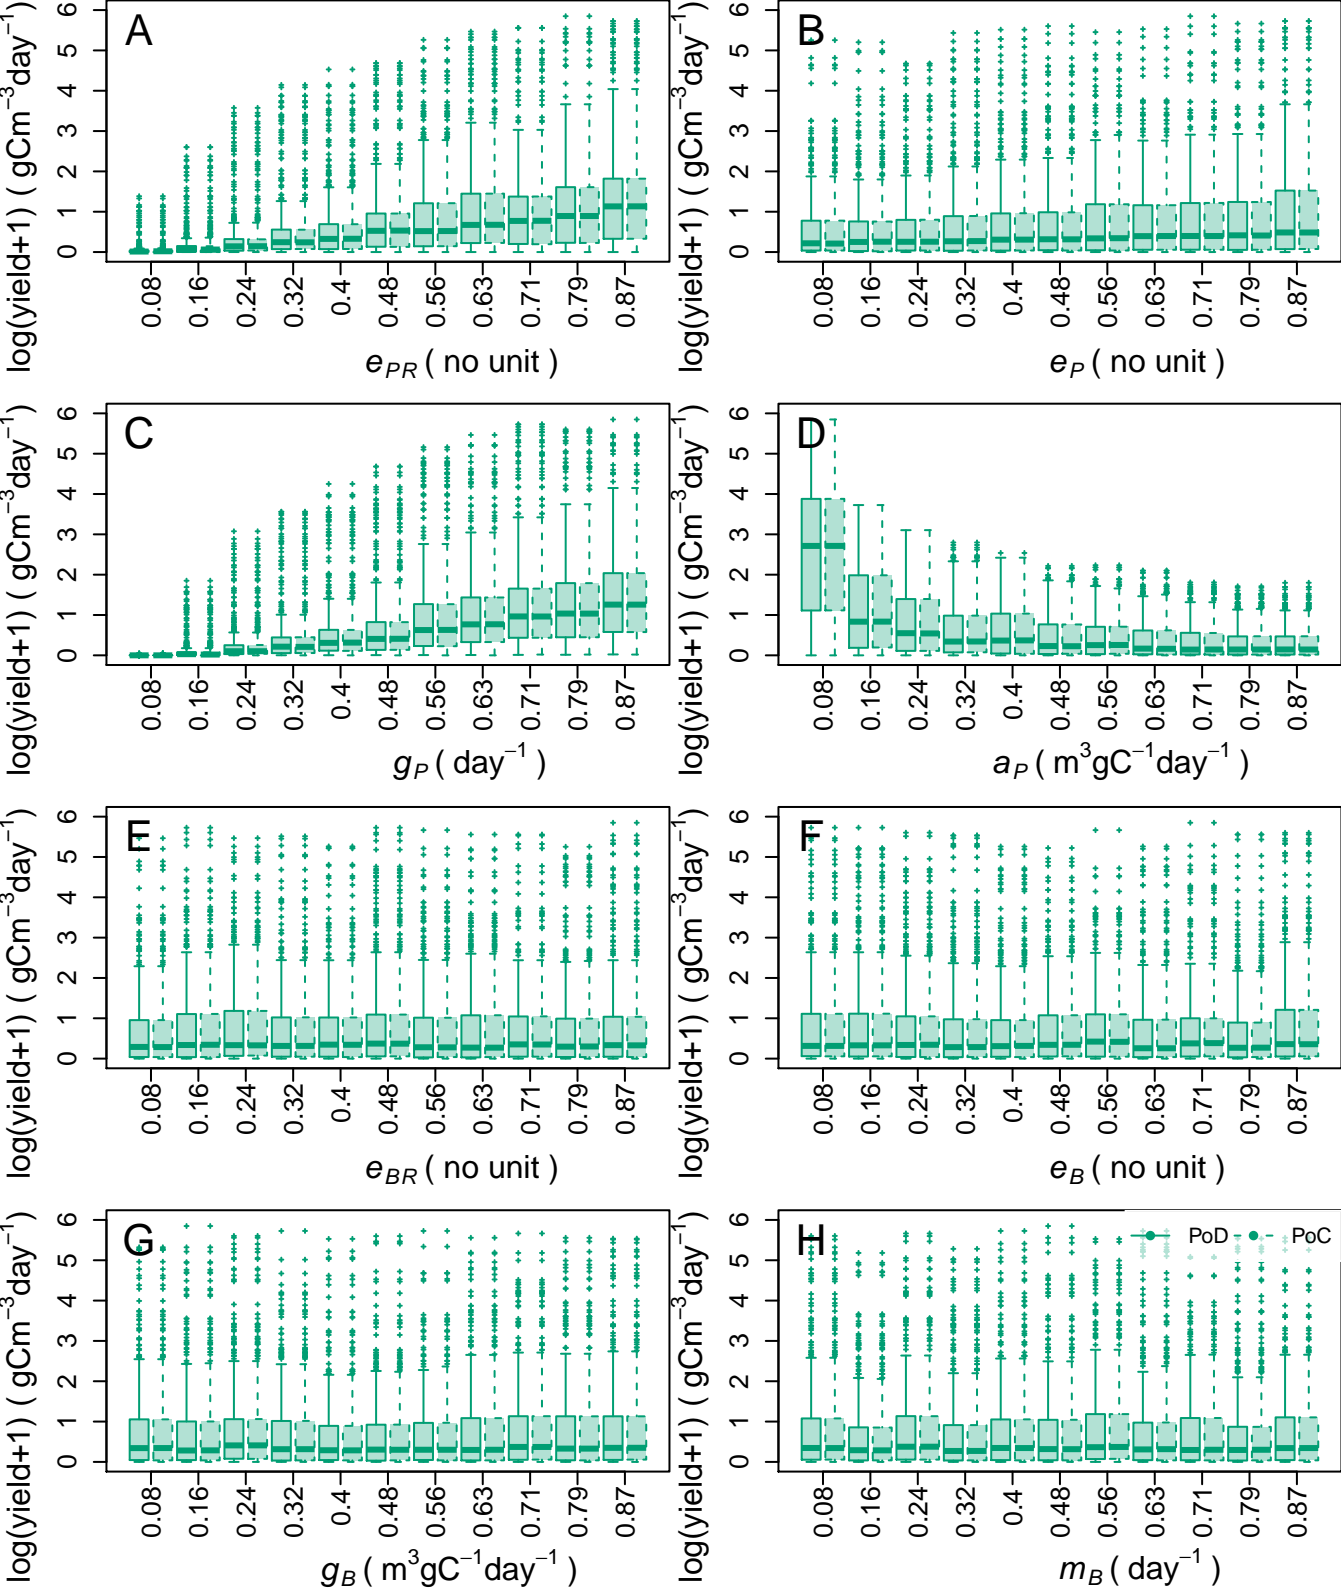 A
log(yield+1) ( gCm−3day−1)
0 1 2 3 4 5 6
0.08 0.16 0.24 0.32 0.4 0.48 0.56 0.63 0.71 0.79 0.87
ePR ( no unit )
B
log(yield+1) ( gCm−3day−1)
0 1 2 3 4 5 6
0.08 0.16 0.24 0.32 0.4 0.48 0.56 0.63 0.71 0.79 0.87
eP ( no unit )
C
log(yield+1) ( gCm−3day−1)
0 1 2 3 4 5 6
0.08 0.16 0.24 0.32 0.4 0.48 0.56 0.63 0.71 0.79 0.87
gP ( day−1 )
D
log(yield+1) ( gCm−3day−1)
0 1 2 3 4 5 6
0.08 0.16 0.24 0.32 0.4 0.48 0.56 0.63 0.71 0.79 0.87
aP ( m3gC−1day−1 )
E
log(yield+1) ( gCm−3day−1)
0 1 2 3 4 5 6
0.08 0.16 0.24 0.32 0.4 0.48 0.56 0.63 0.71 0.79 0.87
eBR ( no unit )
F
log(yield+1) ( gCm−3day−1)
0 1 2 3 4 5 6
0.08 0.16 0.24 0.32 0.4 0.48 0.56 0.63 0.71 0.79 0.87
eB ( no unit )
G
log(yield+1) ( gCm−3day−1)
0 1 2 3 4 5 6
0.08 0.16 0.24 0.32 0.4 0.48 0.56 0.63 0.71 0.79 0.87
gB ( m3gC−1day−1 )
H
PoD PoC
log(yield+1) ( gCm−3day−1)
0 1 2 3 4 5 6
0.08 0.16 0.24 0.32 0.4 0.48 0.56 0.63 0.71 0.79 0.87
mB ( day−1 )